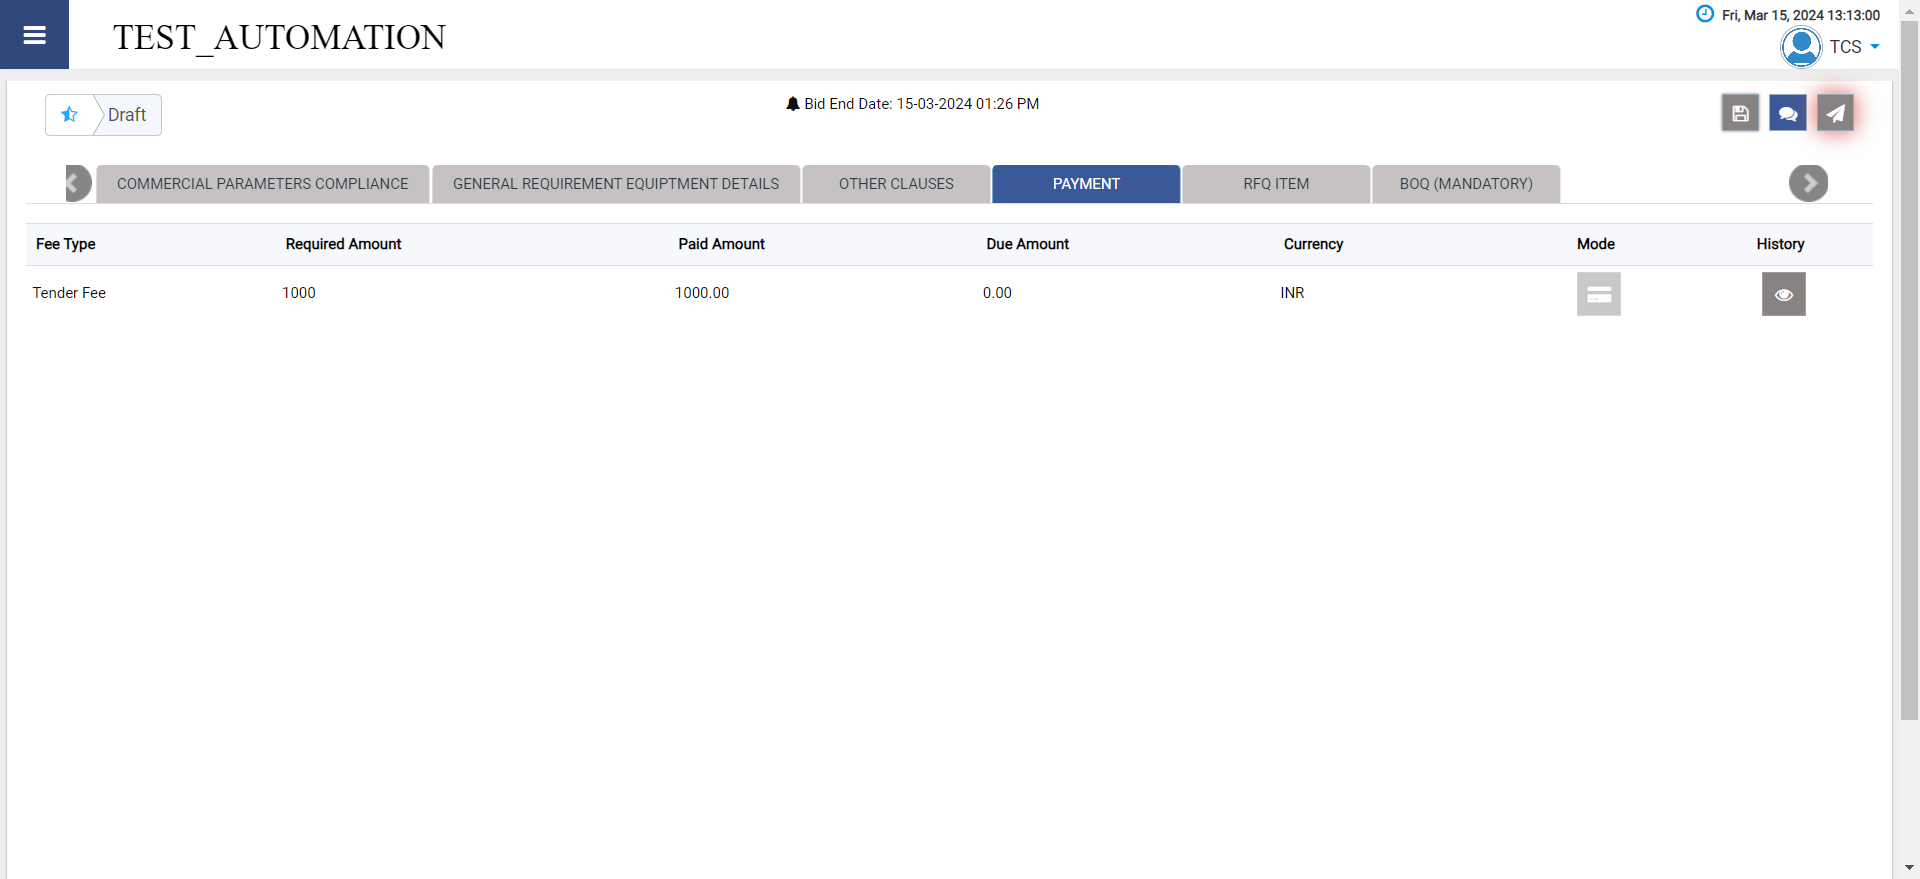 TEST_AUTOMATION
Fri, Mar 15, 2024 13:13:00
TCS
Draft
Bid End Date: 15-03-2024 01:26 PM
COMMERCIAL PARAMETERS COMPLIANCE
GENERAL REQUIREMENT EQUIPTMENT DETAILS
OTHER CLAUSES
PAYMENT
RFQ ITEM
BOQ (MANDATORY)
Fee Type Required Amount Paid Amount Due Amount Currency Mode History
Tender Fee 1000 1000.00 0.00 INR